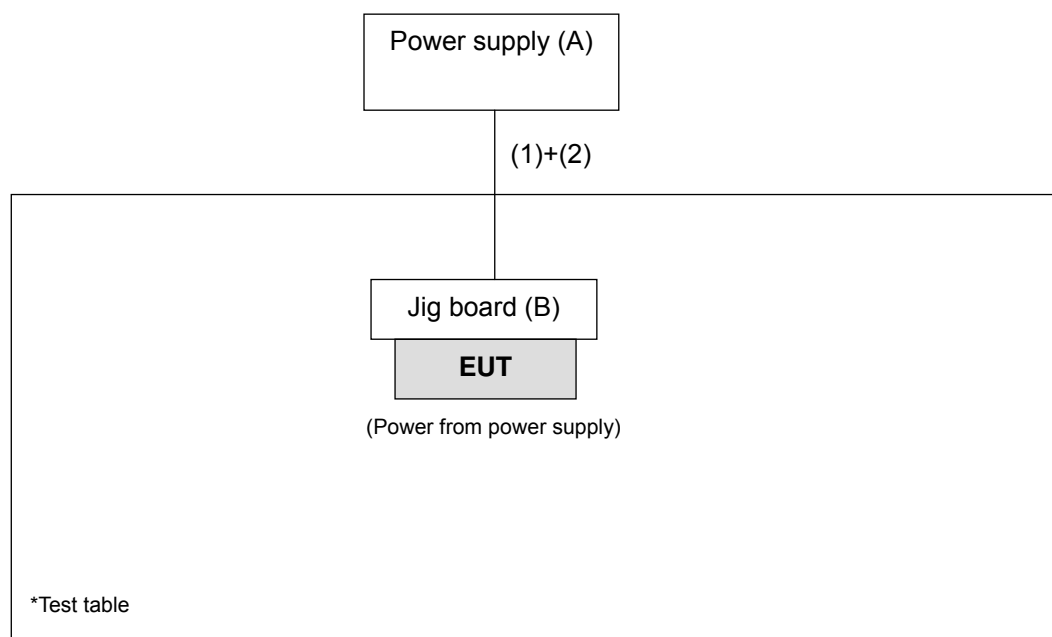 Power supply (A)
(1)+(2)
Jig board (B)
EUT
(Power from power supply)
*Test table